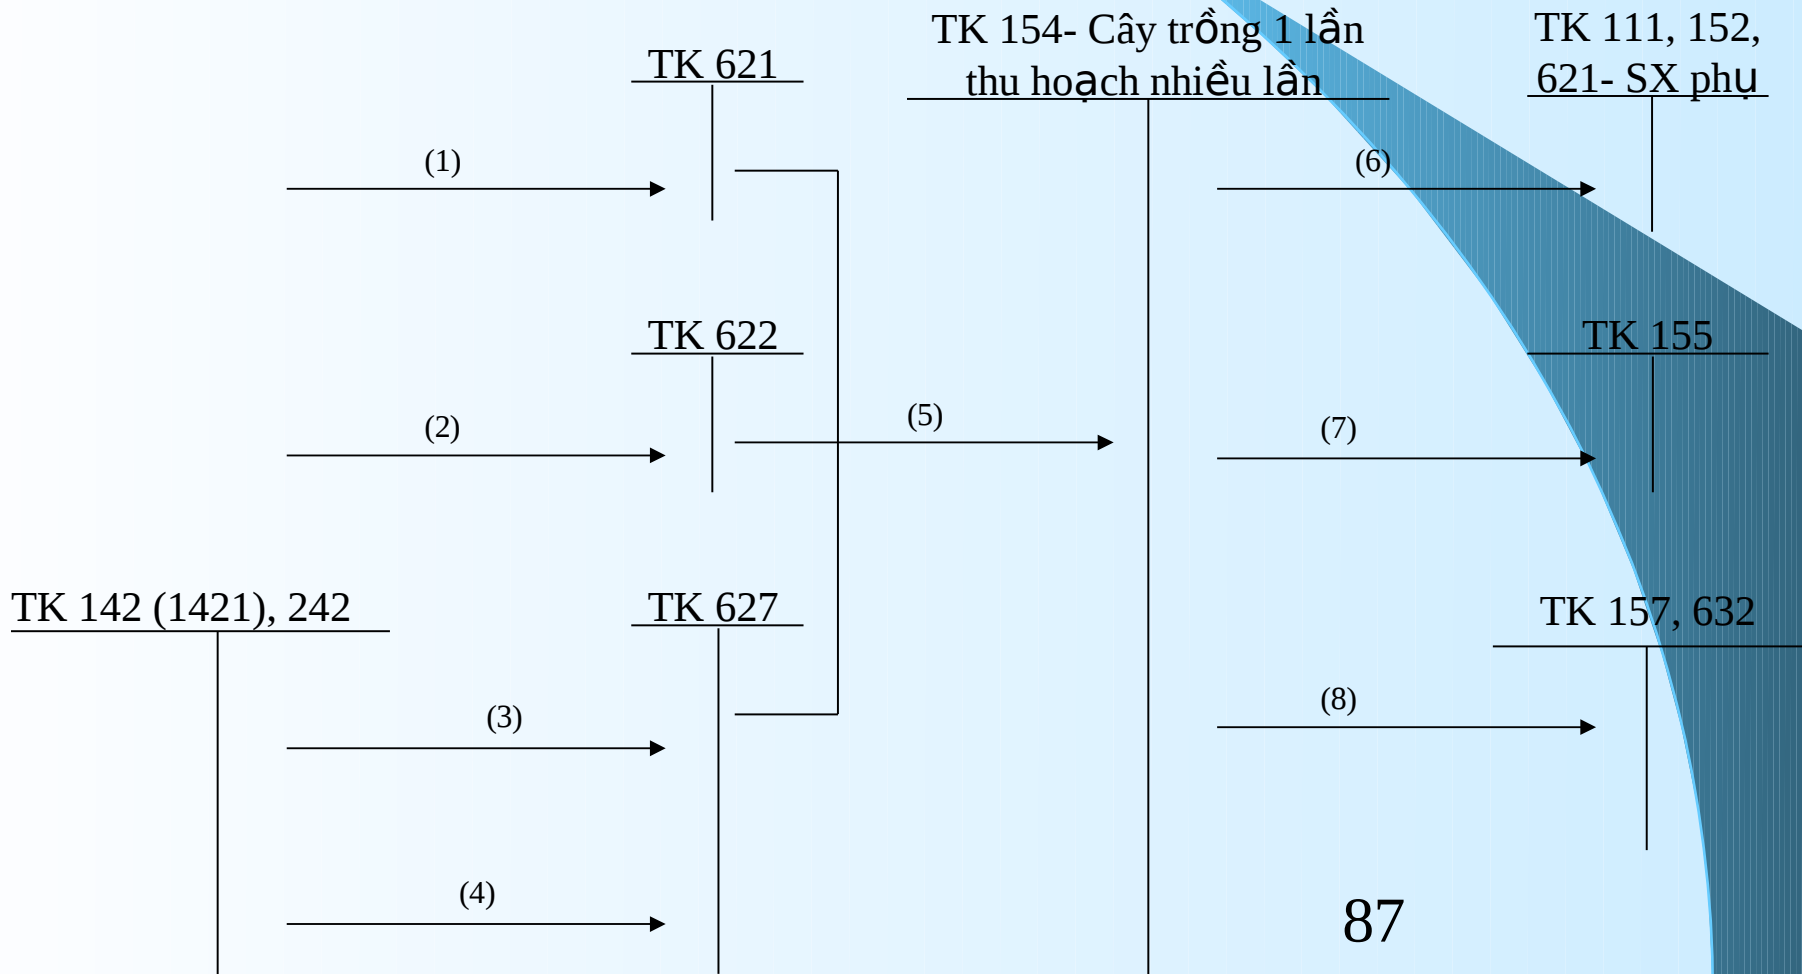 TK 154- Cây trồng 1 lần
thu hoạch nhiều lần
TK 111, 152,
621- SX phụ
TK 621
(1)
(6)
TK 622
TK 155
(2)
(5)
(7)
TK 142 (1421), 242
TK 627
TK 157, 632
(3)
(8)
(4)
87